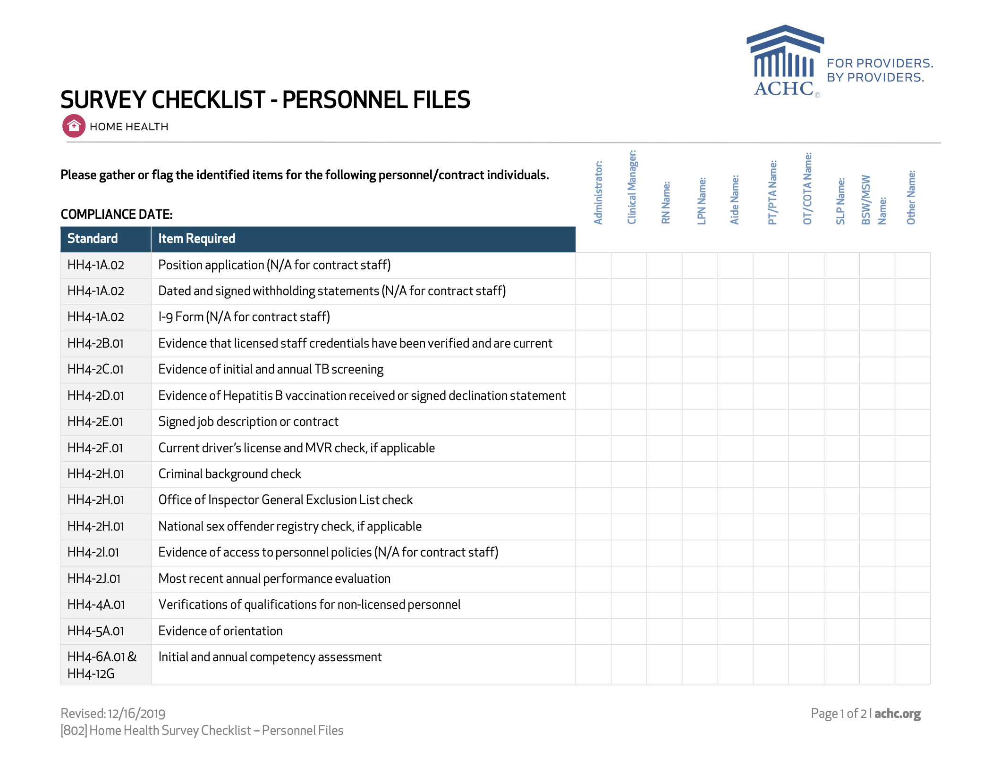 FOR PROVIDERS.
BY PROVIDERS.
ACHC®
SURVEY CHECKLIST - PERSONNEL FILES
HOME HEALTH
Please gather or flag the identified items for the following personnel/contract individuals.
COMPLIANCE DATE:
Administrator:
Clinical Manager:
RN Name:
LPN Name:
Aide Name:
PT/PTA Name:
OT/COTA Name:
SLP Name:
BSW/MSW
Name:
Other Name:
Standard Item Required
HH4-1A.02 Position application (N/A for contract staff)
HH4-1A.02 Dated and signed withholding statements (N/A for contract staff)
HH4-1A.02 I-9 Form (N/A for contract staff)
HH4-2B.01 Evidence that licensed staff credentials have been verified and are current
HH4-2C.01 Evidence of initial and annual TB screening
HH4-2D.01 Evidence of Hepatitis B vaccination received or signed declination statement
HH4-2E.01 Signed job description or contract
HH4-2F.01 Current driver’s license and MVR check, if applicable
HH4-2H.01 Criminal background check
HH4-2H.01 Office of Inspector General Exclusion List check
HH4-2H.01 National sex offender registry check, if applicable
HH4-2I.01 Evidence of access to personnel policies (N/A for contract staff)
HH4-2J.01 Most recent annual performance evaluation
HH4-4A.01 Verifications of qualifications for non-licensed personnel
HH4-5A.01 Evidence of orientation
HH4-6A.01 & Initial and annual competency assessment
HH4-12G
Revised: 12/16/2019 Page 1 of 2 | achc.org
[802] Home Health Survey Checklist – Personnel Files